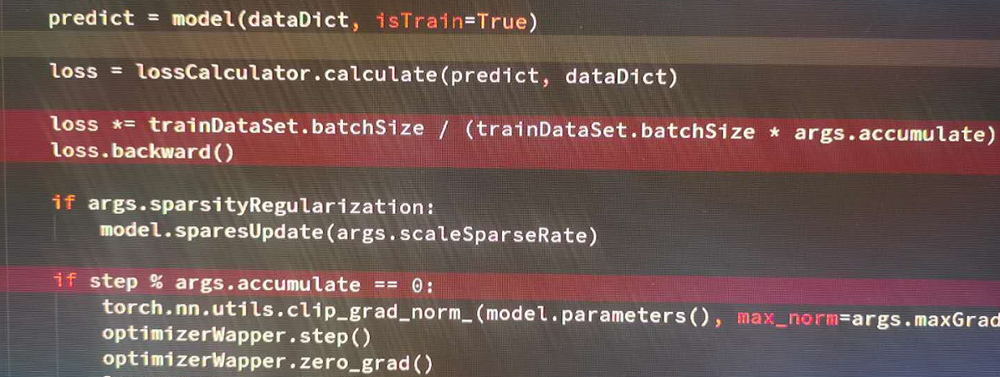 predict = model(dataDict, isTrain=True)
loss = lossCalculator.calculate(predict, dataDict)
loss *= trainDataSet.batchSize / (trainDataSet.batchSize * args.accumulate)
loss.backward()
if args.sparsityRegularization:
model.sparesUpdate(args.scaleSparseRate)
if step % args.accumulate == 0:
torch.nn.utils.clip_grad_norm_(model.parameters(), max_norm=args.maxGrad
optimizerWapper.step()
optimizerWapper.zero_grad()